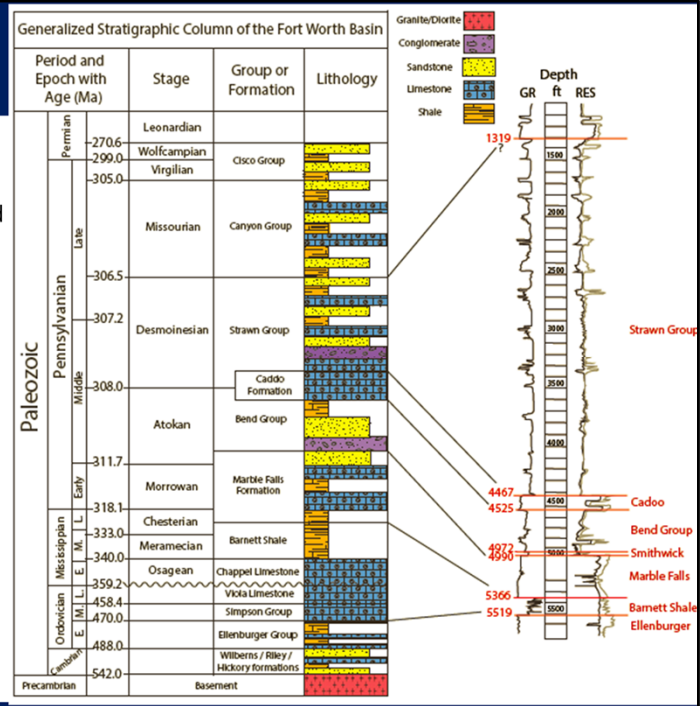 Generalized Stratigraphic Column of the Fort Worth Basin
Period and
Epoch with
Age (Ma)
Stage
Group or
Formation
Lithology
Granite/Diorite
Conglomerate
Sandstone
Limestone
Shale
Paleozoic
Permian
Pennsylvanian
Late
Middle
Early
Mississippian
L.
M.
E.
Ordovician
L.
M.
E
Cambrian
Precambrian
270.6
299.0
305.0
306.5
307.2
308.0
311.7
318.1
333.0
340.0
359.2
458.4
470.0
488.0
542.0
Leonardian
Wolfcampian
Virgilian
Missourian
Desmoinesian
Atokan
Morrowan
Chesterian
Meramecian
Osagean
Cisco Group
Canyon Group
Strawn Group
Caddo
Formation
Bend Group
Marble Falls
Formation
Barnett Shale
Chappel Limestone
Viola Limestone
Simpson Group
Ellenburger Group
Wilberns / Riley /
Hickory formations
Basement
Depth
GR ft RES
1319
?
1500
2000
2500
3000
3500
4000
4467
4500
4525
4972
4990
5000
5366
5500
5519
Strawn Group
Cadoo
Bend Group
Smithwick
Marble Falls
Barnett Shale
Ellenburger